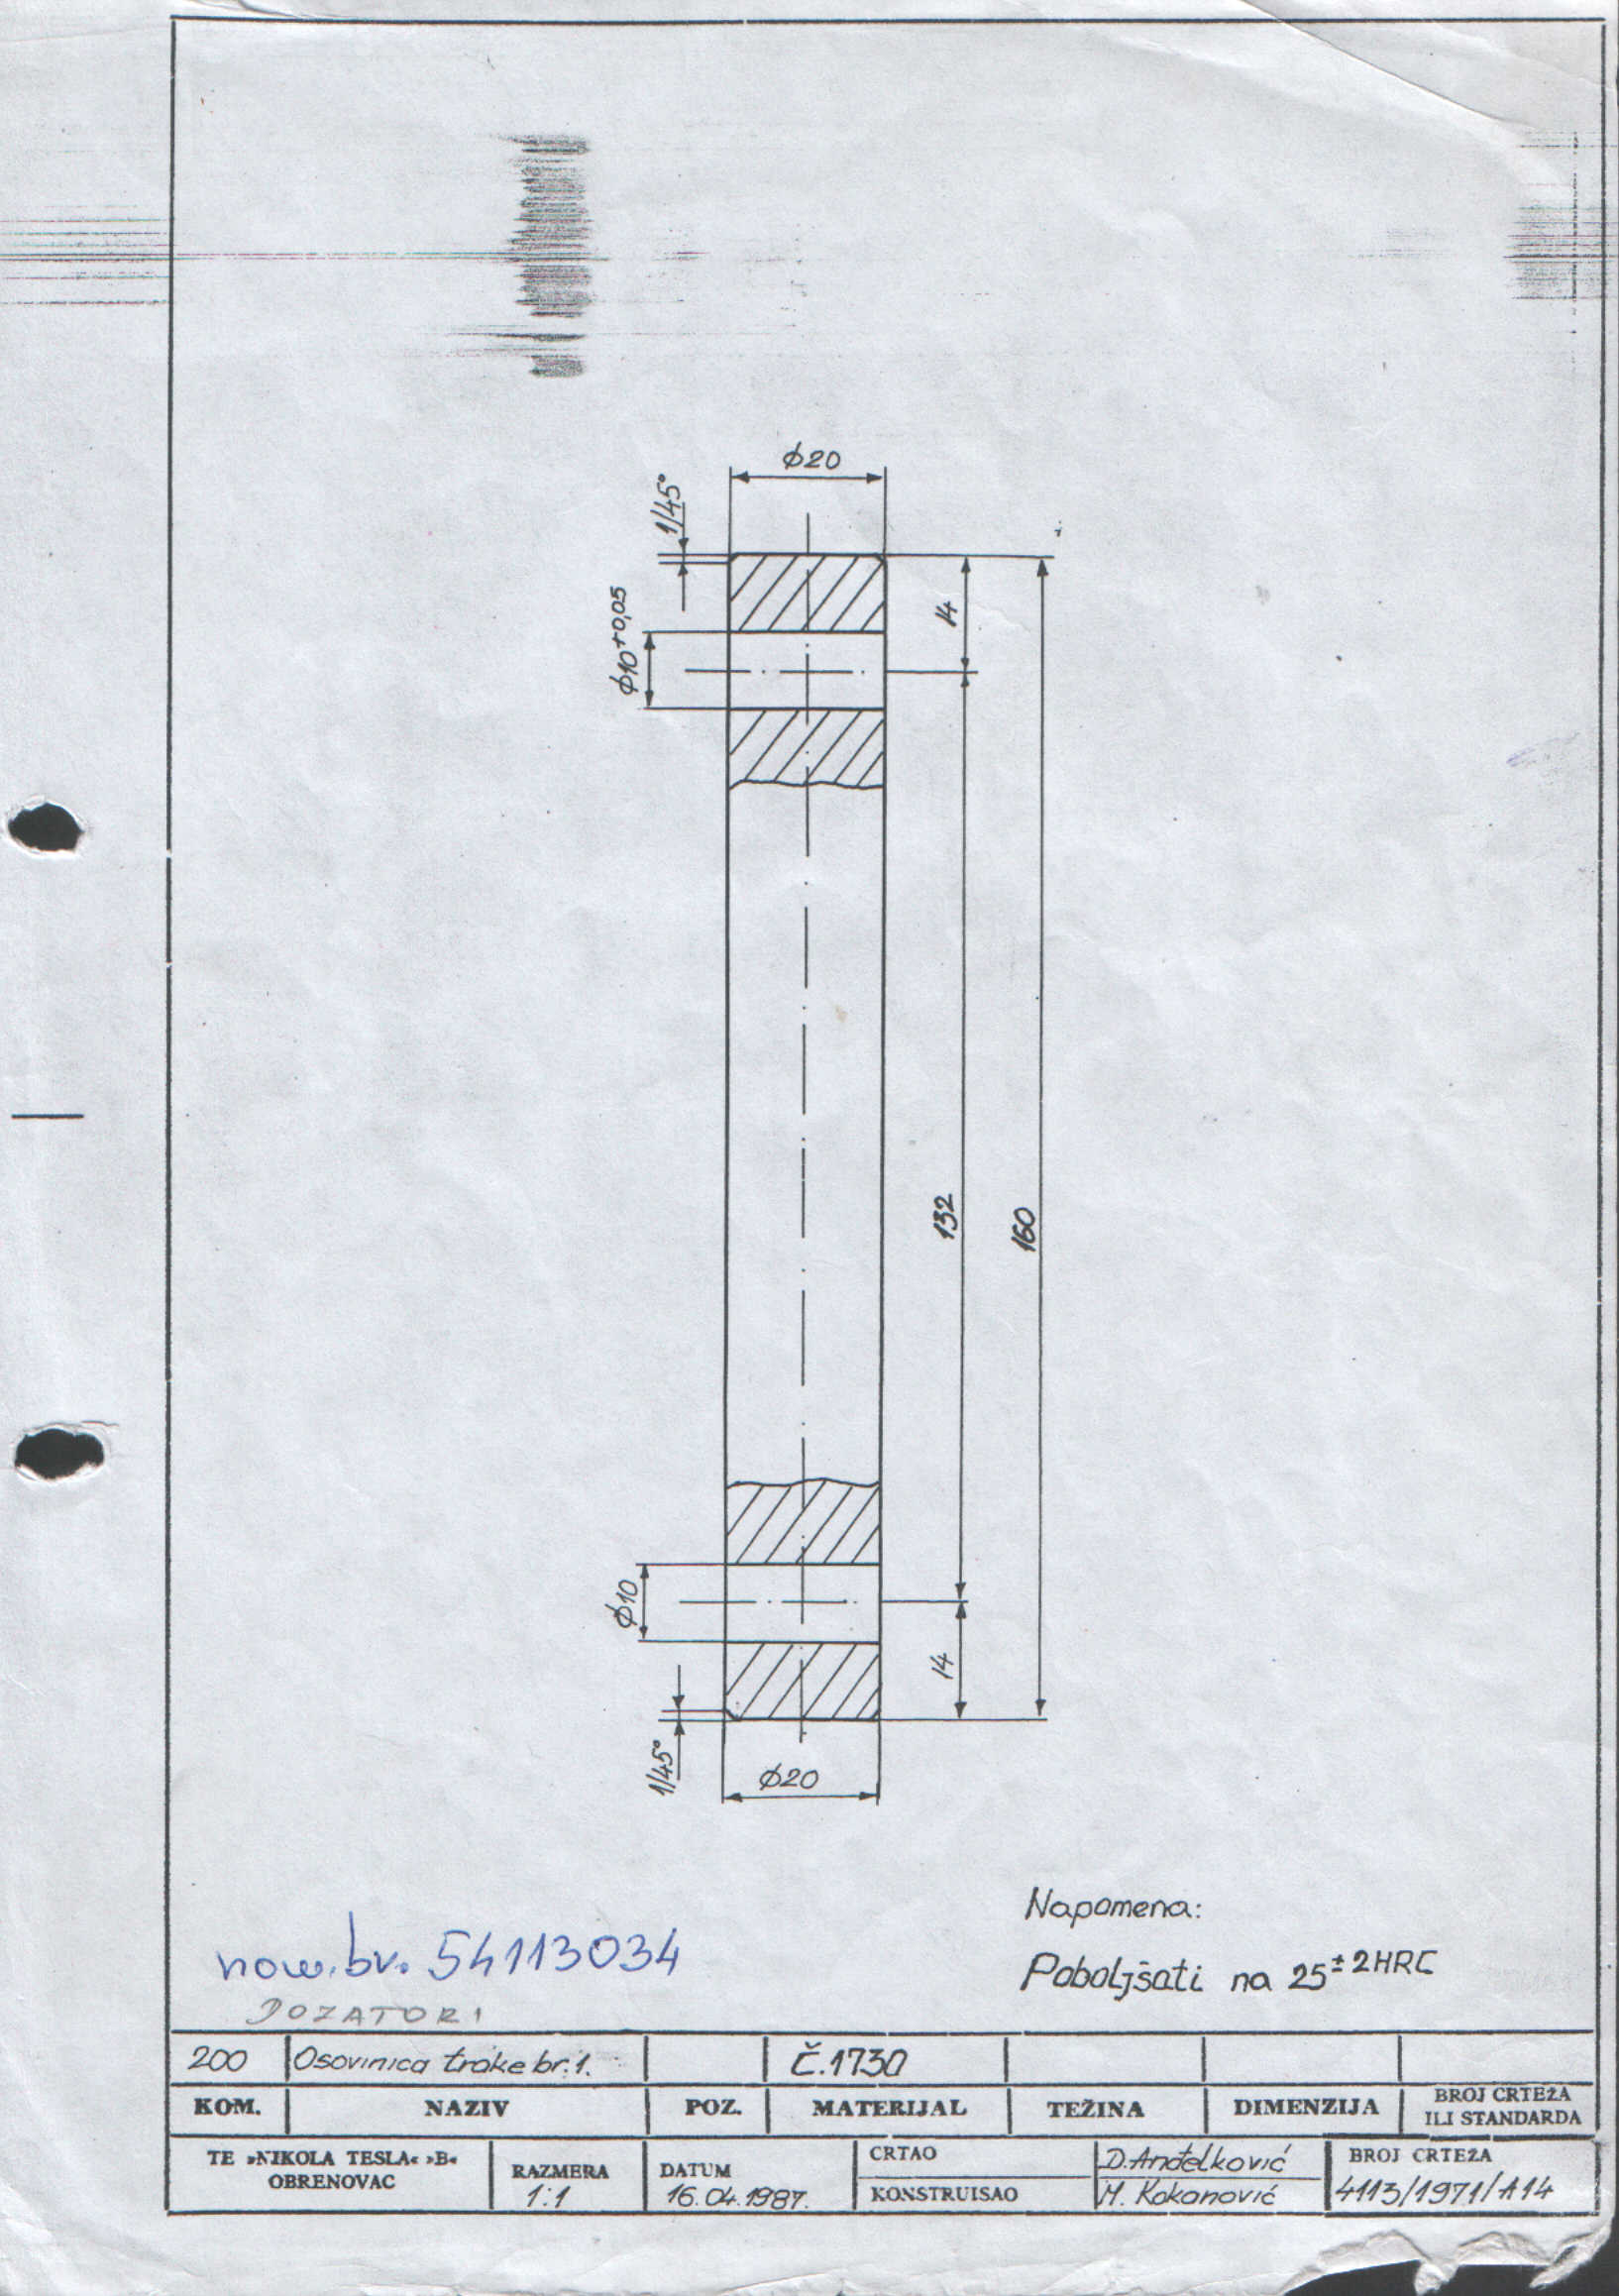 ϕ20
1/45°
ϕ10+0,05
14
132
160
ϕ10
14
1/45°
ϕ20
Napomena:
Poboljšati na 25±2HRC
nom.br. 54113034
DOZATORI
200 Osovinica trake br.1. Č.1730
KOM. NAZIV POZ. MATERIJAL TEŽINA DIMENZIJA BROJ CRTEŽA
ILI STANDARDA
TE »NIKOLA TESLA« »B«
OBRENOVAC
RAZMERA
1:1
DATUM
16.04.1987.
CRTAO D.Anđelković
KONSTRUISAO M. Kokanović
BROJ CRTEŽA
4113/1971/A14